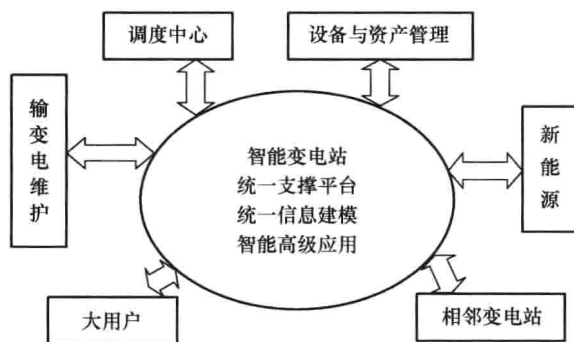 调度中心
设备与资产管理
输变电维护
智能变电站
统一支撑平台
统一信息建模
智能高级应用
新能源
大用户
相邻变电站